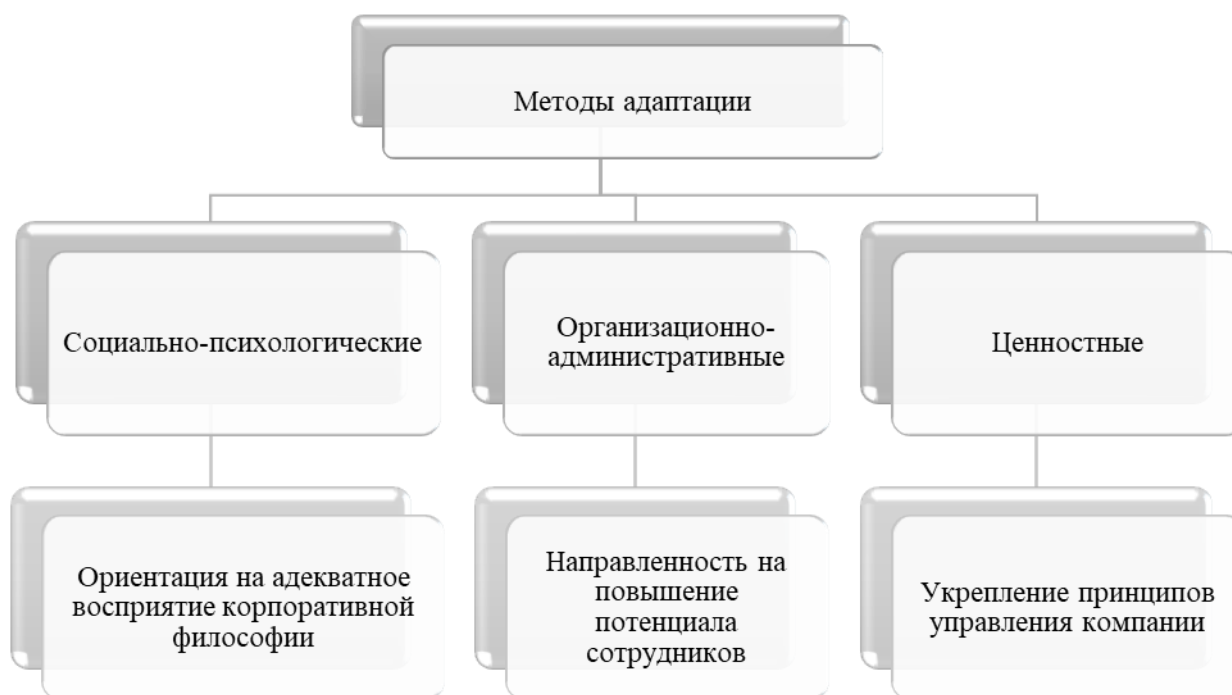 Методы адаптации
Социально-психологические
Организационно-
административные
Ценностные
Ориентация на адекватное
восприятие корпоративной
философии
Направленность на
повышение
потенциала
сотрудников
Укрепление принципов
управления компании